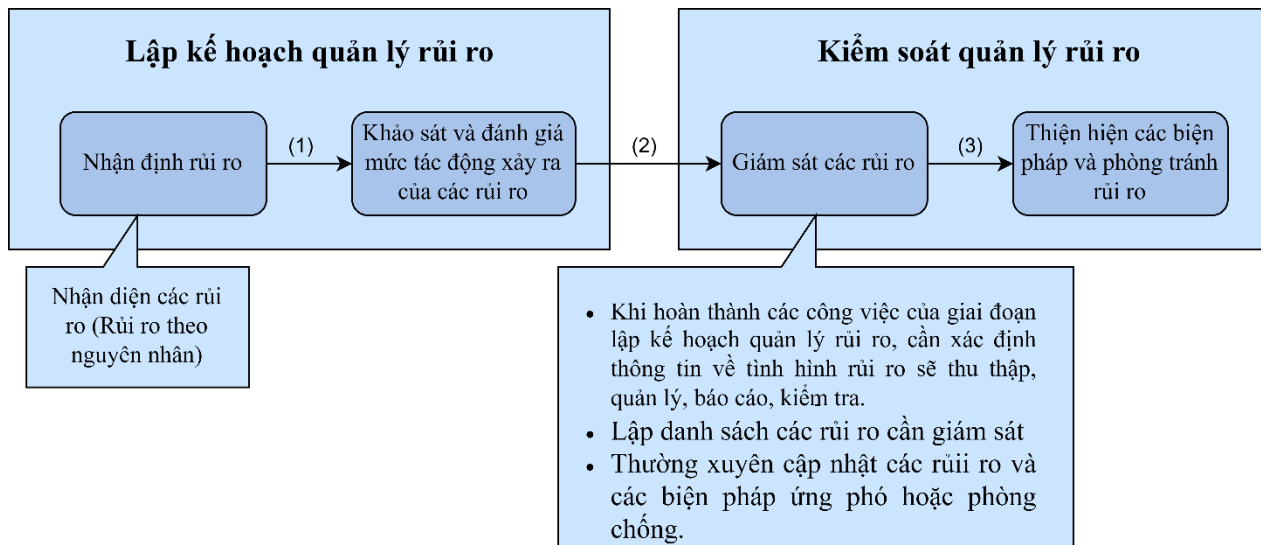 Lập kế hoạch quản lý rủi ro
Kiểm soát quản lý rủi ro
Nhận định rủi ro
(1)
Khảo sát và đánh giá
mức tác động xảy ra
của các rủi ro
(2)
Giám sát các rủi ro
(3)
Thiện hiện các biện
pháp và phòng tránh
rủi ro
Nhận diện các rủi
ro (Rủi ro theo
nguyên nhân)
• Khi hoàn thành các công việc của giai đoạn
lập kế hoạch quản lý rủi ro, cần xác định
thông tin về tình hình rủi ro sẽ thu thập,
quản lý, báo cáo, kiểm tra.
• Lập danh sách các rủi ro cần giám sát
• Thường xuyên cập nhật các rủii ro và
các biện pháp ứng phó hoặc phòng
chống.